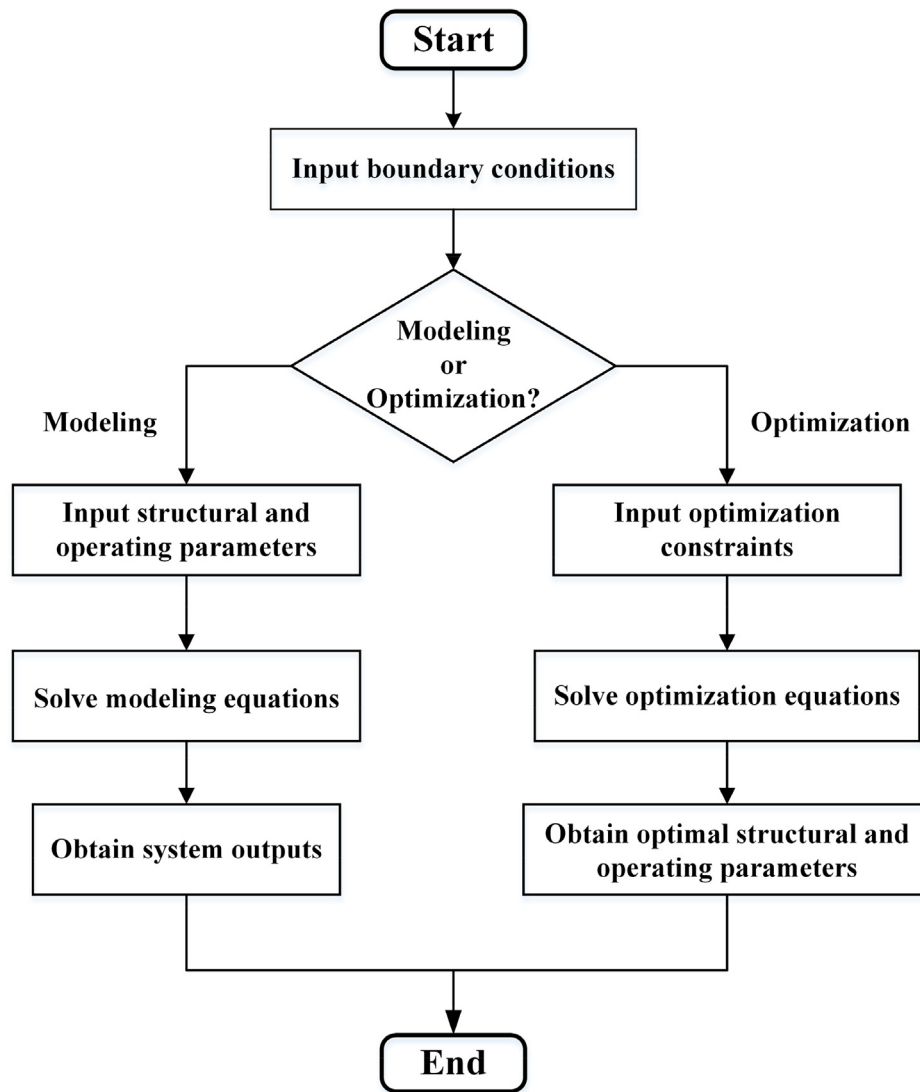 Start
Input boundary conditions
Modeling
or
Optimization?
Modeling
Optimization
Input structural and
operating parameters
Input optimization
constraints
Solve modeling equations
Solve optimization equations
Obtain system outputs
Obtain optimal structural and
operating parameters
End